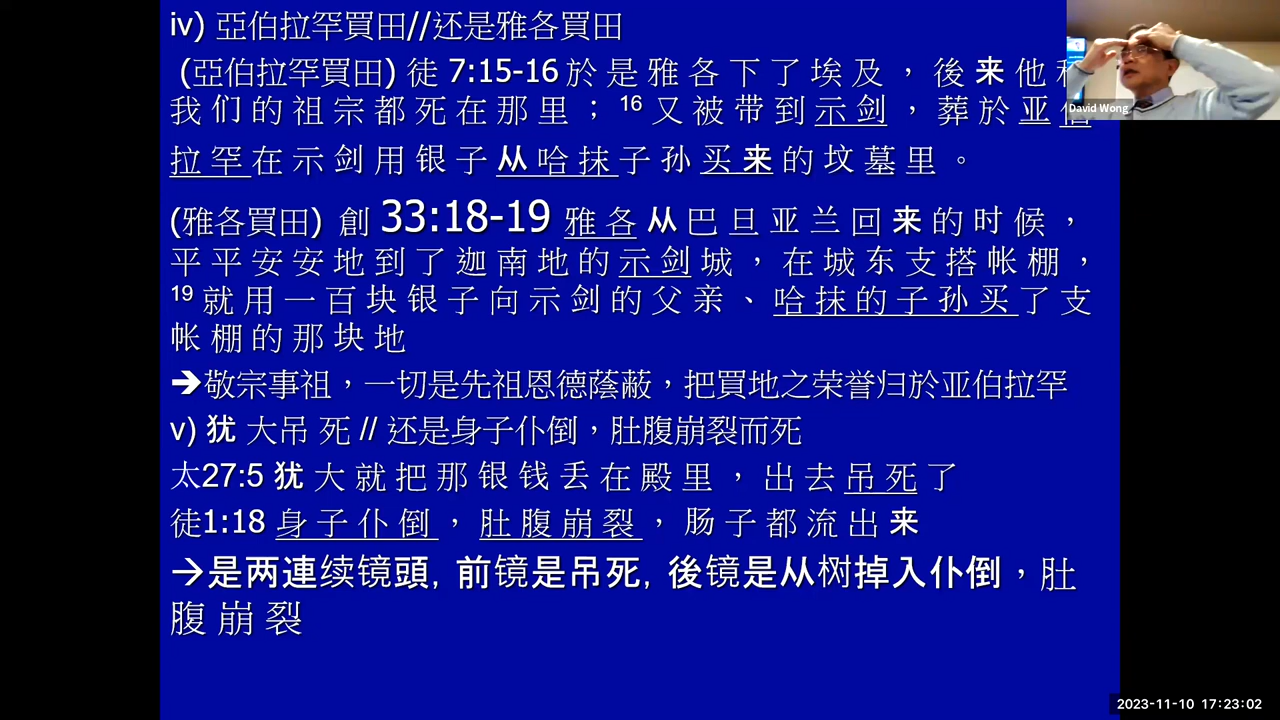 iv) 亞伯拉罕買田//还是雅各買田
(亞伯拉罕買田) 徒 7:15-16 於是雅各下了埃及，後来他
我们的祖宗都死在那里；16 又被带到示剑，葬於亚伯
拉罕在示剑用银子从哈抹子孙买来的坟墓里。
(雅各買田) 創 33:18-19 雅各从巴旦亚兰回来的时候，
平平安安地到了迦南地的示剑城，在城东支搭帐棚，
19 就用一百块银子向示剑的父亲、哈抹的子孙买了支
帐棚的那块地
➔敬宗事祖，一切是先祖恩德蔭蔽，把買地之荣誉归於亚伯拉罕
v) 犹大吊死 // 还是身子仆倒，肚腹崩裂而死
太27:5 犹大就把那银钱丢在殿里，出去吊死了
徒1:18 身子仆倒，肚腹崩裂，肠子都流出来
→是两連续镜頭, 前镜是吊死, 後镜是从树掉入仆倒，肚
腹崩裂
David Wong
2023-11-10 17:23:02